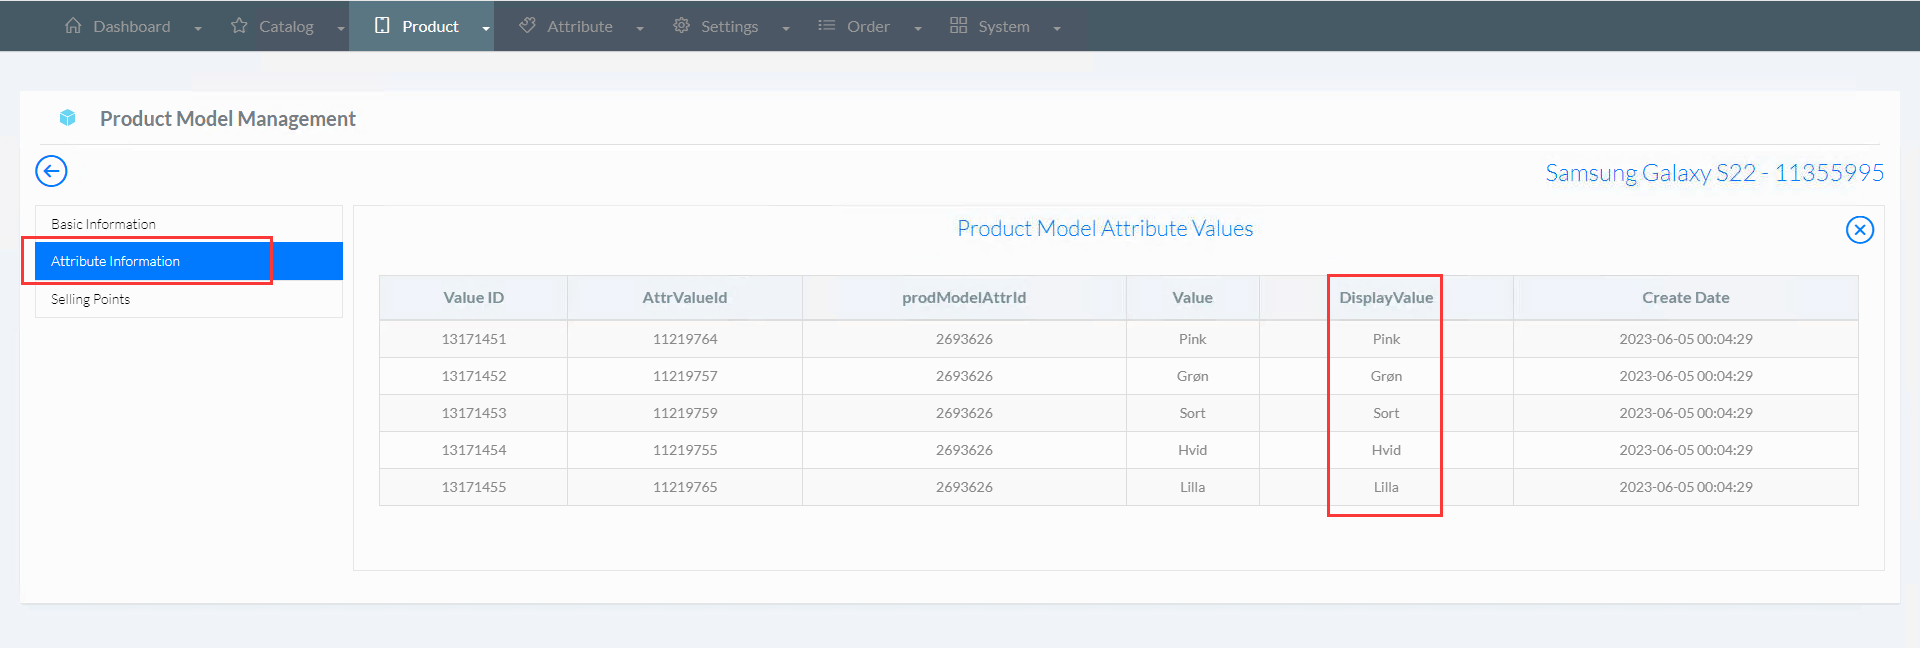 Dashboard Catalog Product Attribute Settings Order System
Product Model Management
Samsung Galaxy S22 - 11355995
Basic Information
Attribute Information
Selling Points
Product Model Attribute Values
Value ID AttrValueId prodModelAttrId Value DisplayValue Create Date
13171451 11219764 2693626 Pink Pink 2023-06-05 00:04:29
13171452 11219757 2693626 Grøn Grøn 2023-06-05 00:04:29
13171453 11219759 2693626 Sort Sort 2023-06-05 00:04:29
13171454 11219755 2693626 Hvid Hvid 2023-06-05 00:04:29
13171455 11219765 2693626 Lilla Lilla 2023-06-05 00:04:29